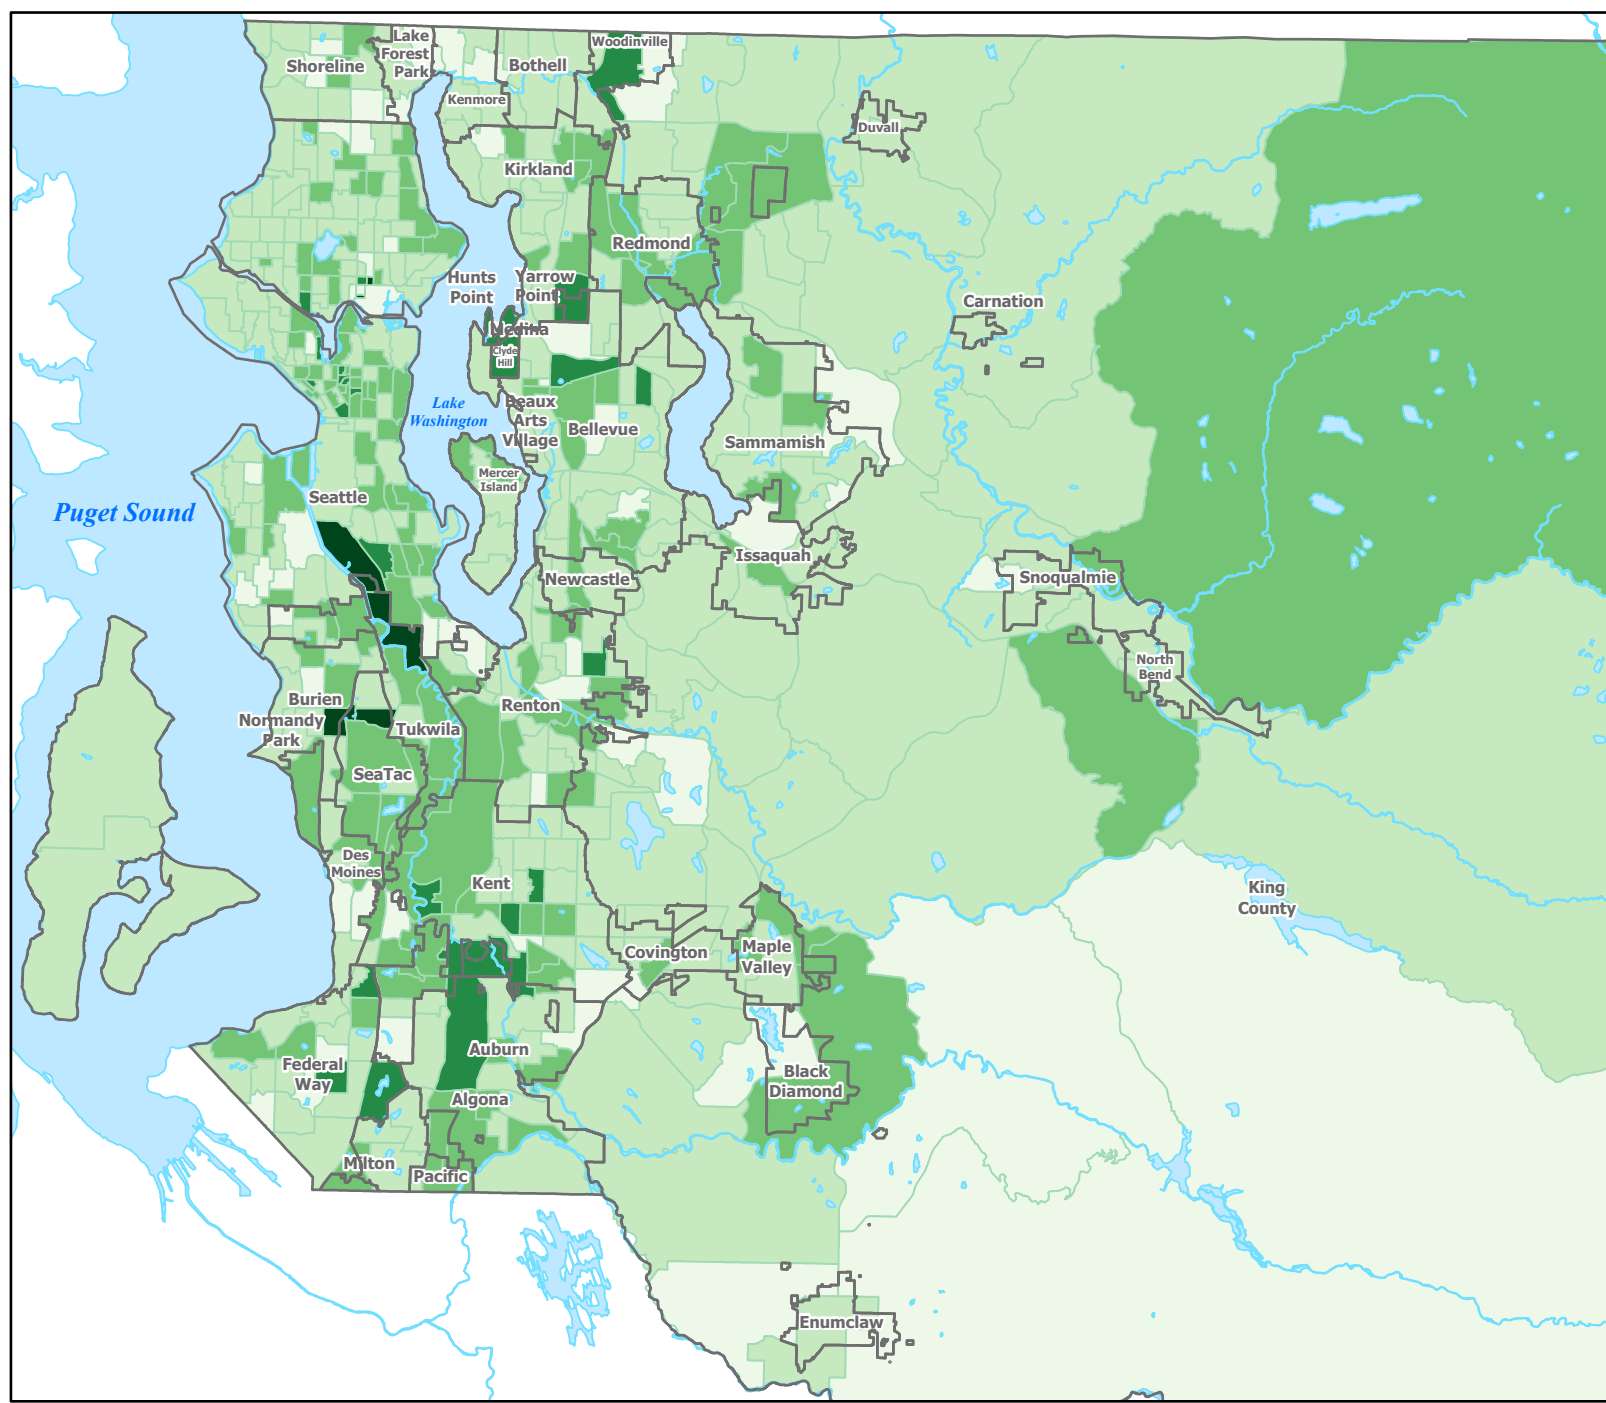 Shoreline
Lake
Forest
Park
Bothell
Woodinville
Kenmore
Duvall
Kirkland
Redmond
Hunts
Point
Yarrow
Point
Carnation
Medina
Clyde
Hill
Lake
Washington
Beaux
Arts
Village
Bellevue
Sammamish
Mercer
Island
Seattle
Puget Sound
Issaquah
Newcastle
Snoqualmie
North
Bend
Burien
Normandy
Park
Renton
Tukwila
SeaTac
Des
Moines
Kent
King
County
Covington
Maple
Valley
Auburn
Federal
Way
Black
Diamond
Algona
Milton
Pacific
Enumclaw